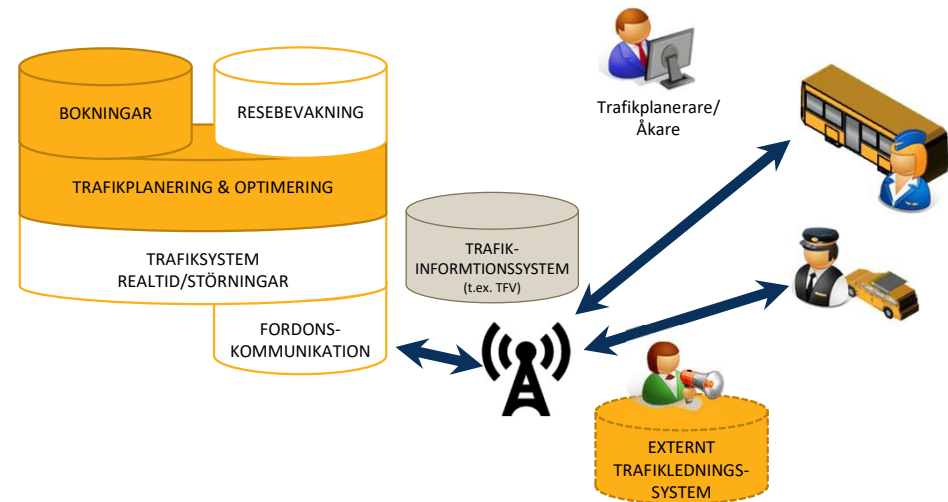 BOKNINGAR
RESEBEVAKNING
TRAFIKPLANERING & OPTIMERING
TRAFIKSYSTEM
REALTID/STÖRNINGAR
FORDONS-
KOMMUNIKATION
TRAFIK-
INFORMTIONSSYSTEM
(t.ex. TFV)
Trafikplanerare/
Åkare
EXTERNT
TRAFIKLEDNINGS-
SYSTEM